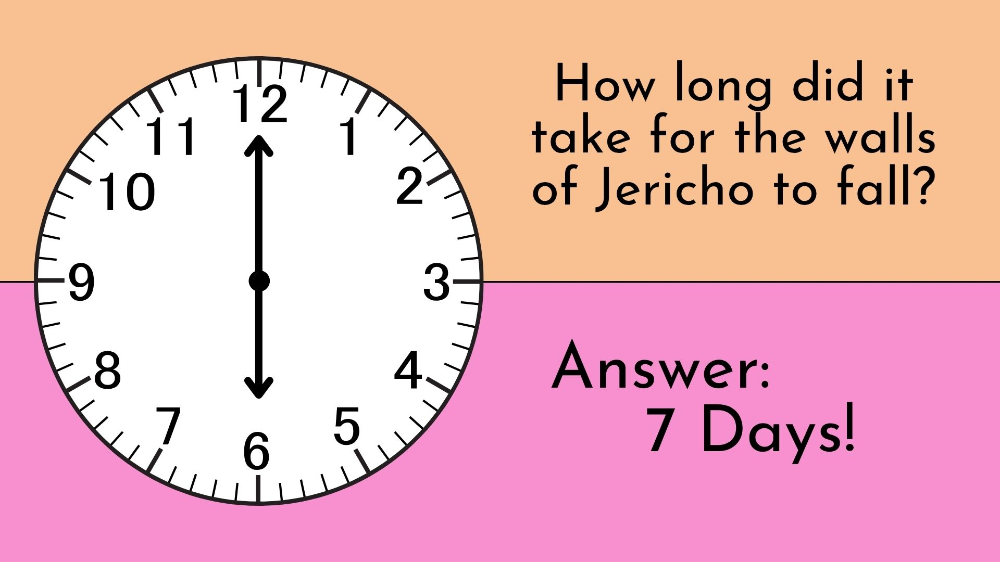 12
11
1
10
2
9
3
8
4
7
5
6
How long did it
take for the walls
of Jericho to fall?
Answer:
7 Days!